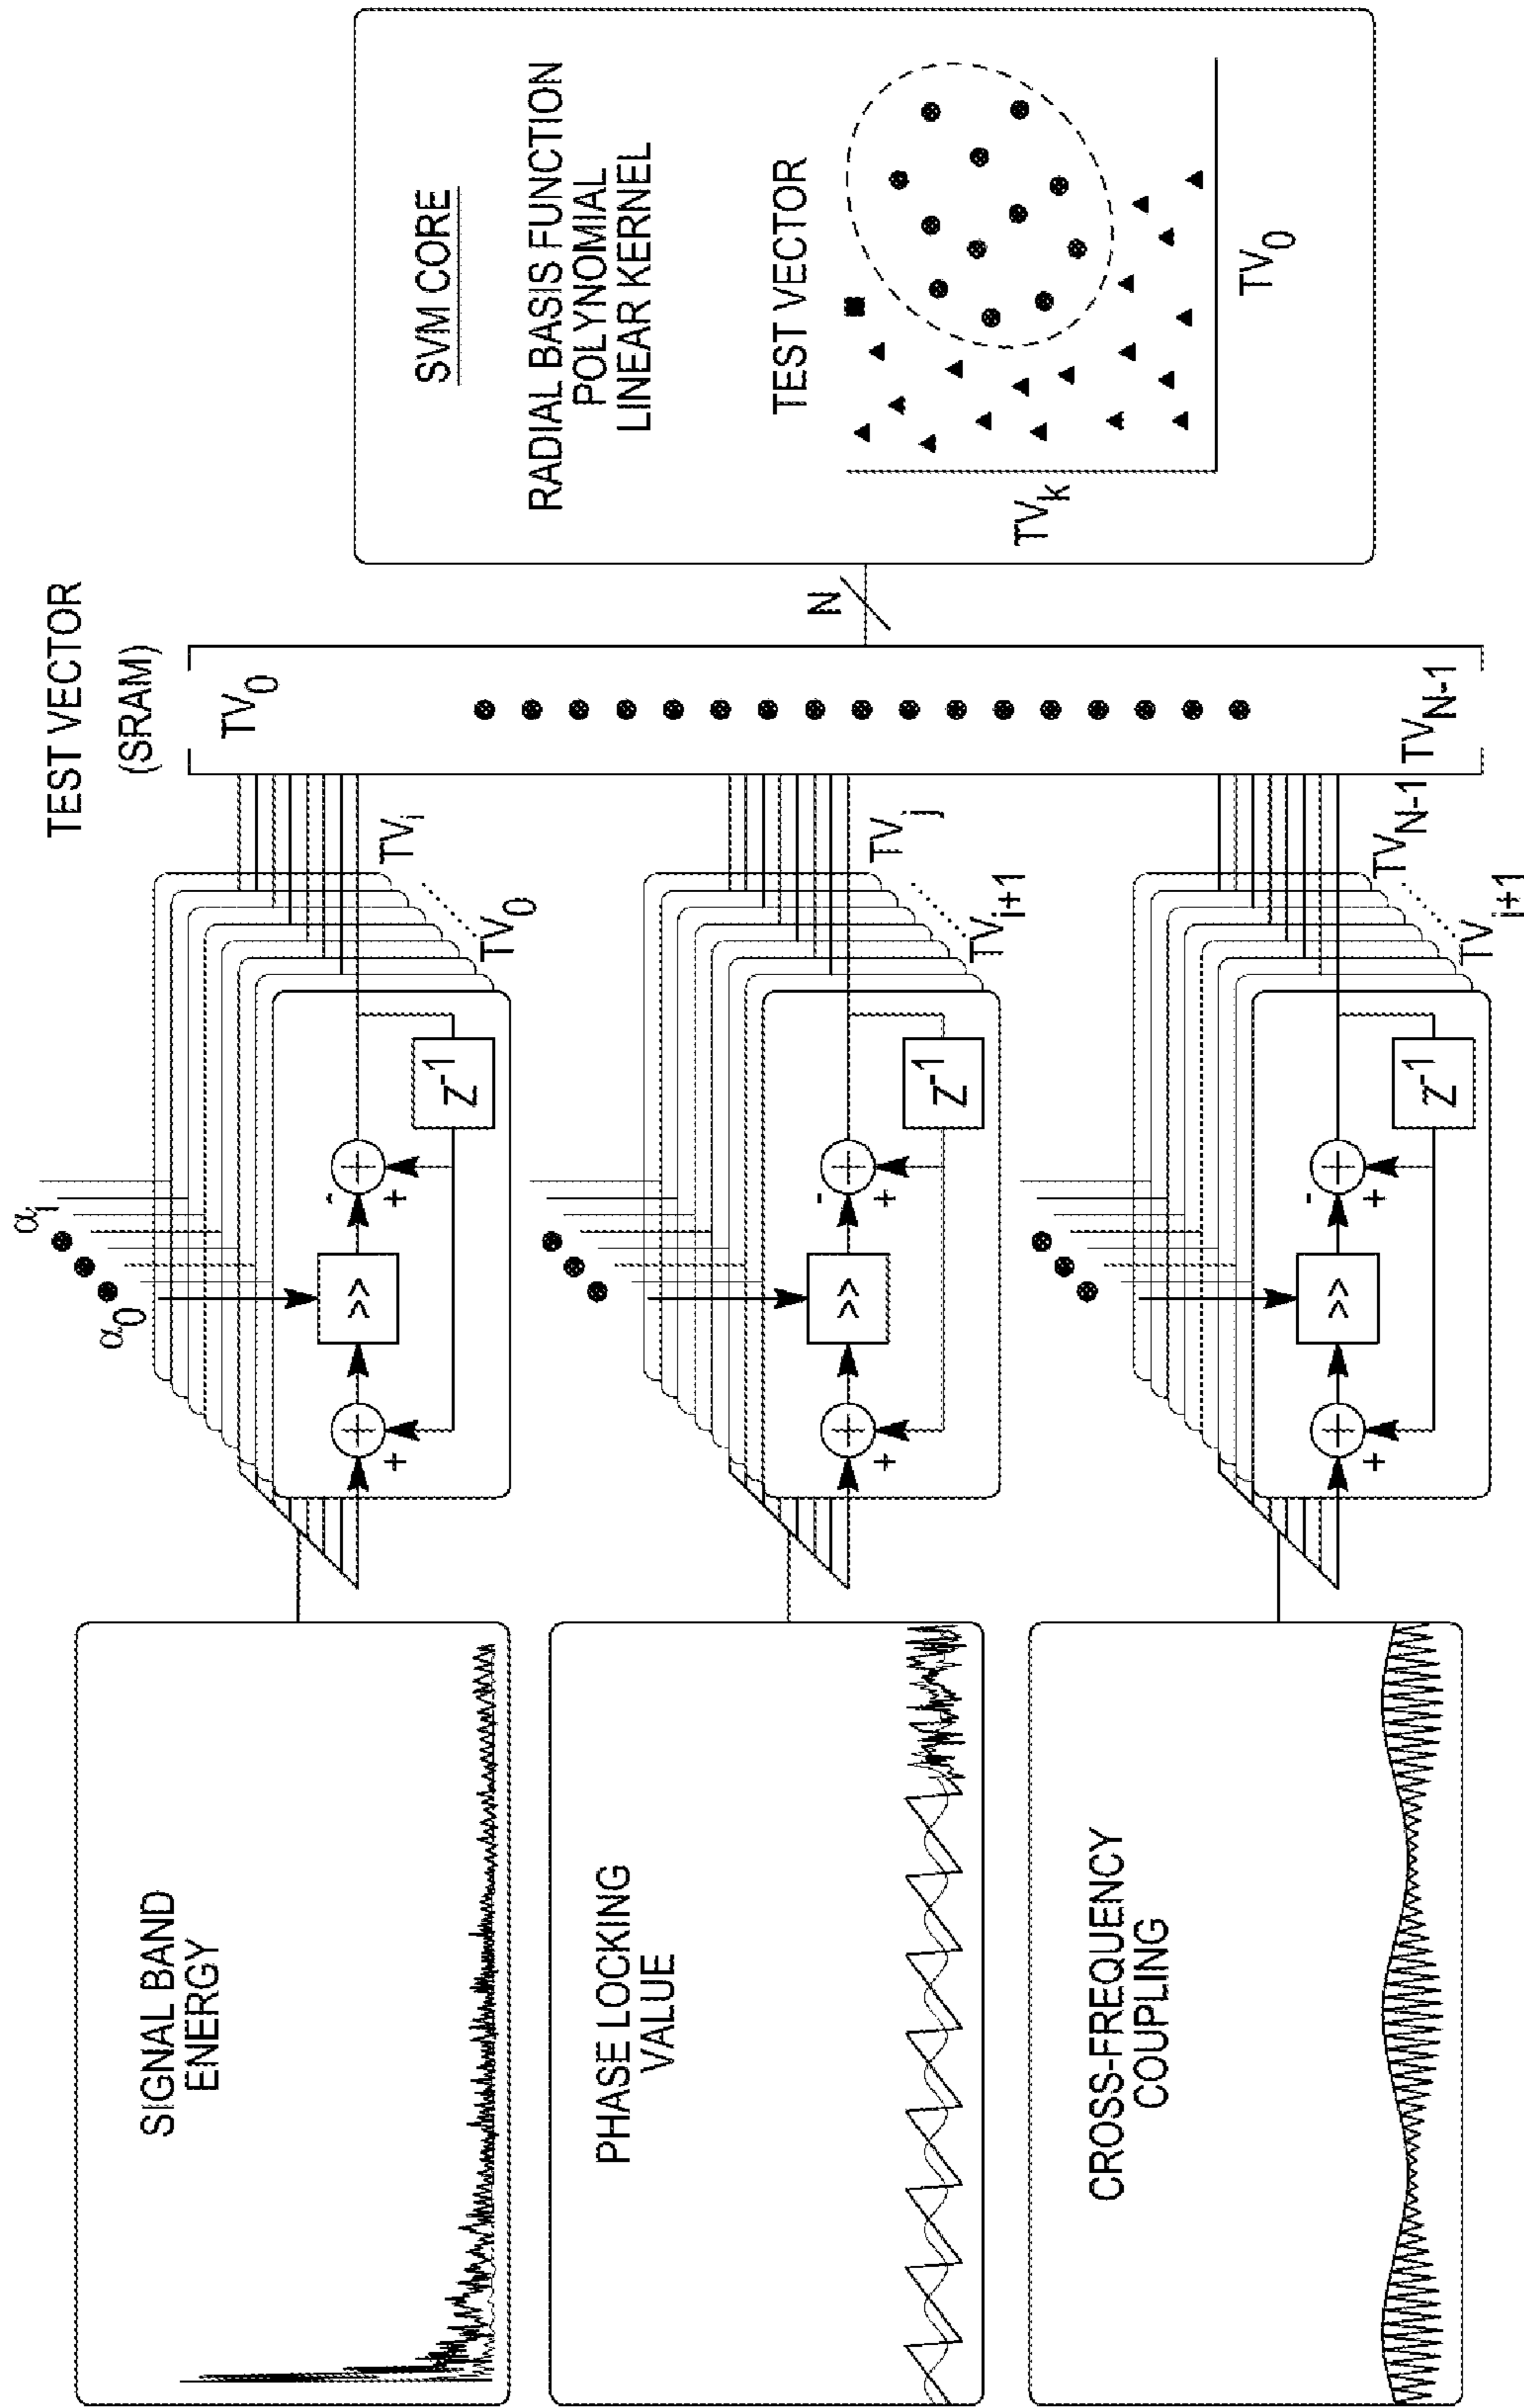 SIGNAL BAND
ENERGY
PHASE LOCKING
VALUE
CROSS-FREQUENCY
COUPLING
α0
αi
>>
Z-1
+
+
-
TV0
TVi
>>
Z-1
+
+
-
TVi+1
TVj
>>
Z-1
+
+
-
TVj+1
TVN-1
TEST VECTOR
(SRAM)
TV0
TVN-1
N
SVM CORE
RADIAL BASIS FUNCTION
POLYNOMIAL
LINEAR KERNEL
TEST VECTOR
TVk
TV0